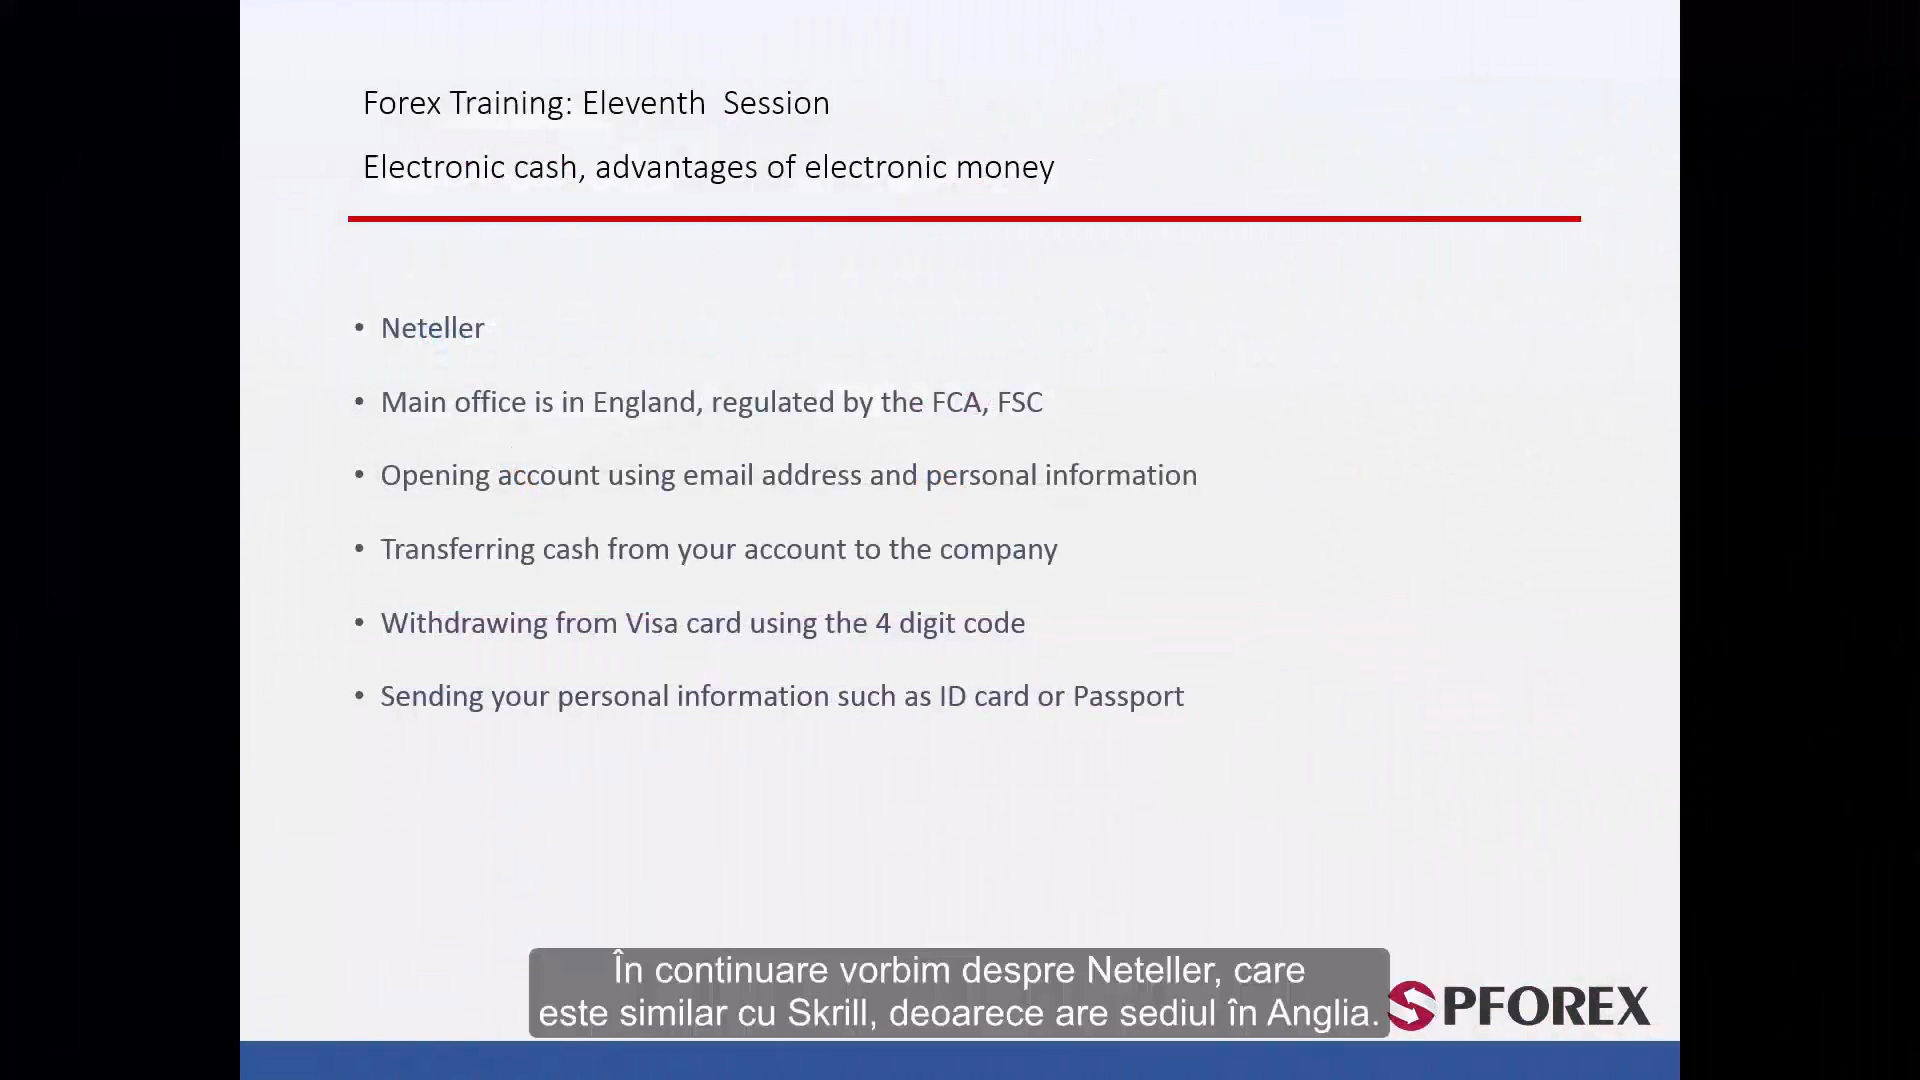 Forex Training: Eleventh Session
Electronic cash, advantages of electronic money
• Neteller
• Main office is in England, regulated by the FCA, FSC
• Opening account using email address and personal information
• Transferring cash from your account to the company
• Withdrawing from Visa card using the 4 digit code
• Sending your personal information such as ID card or Passport
În continuare vorbim despre Neteller, care
este similar cu Skrill, deoarece are sediul în Anglia.
SPFOREX